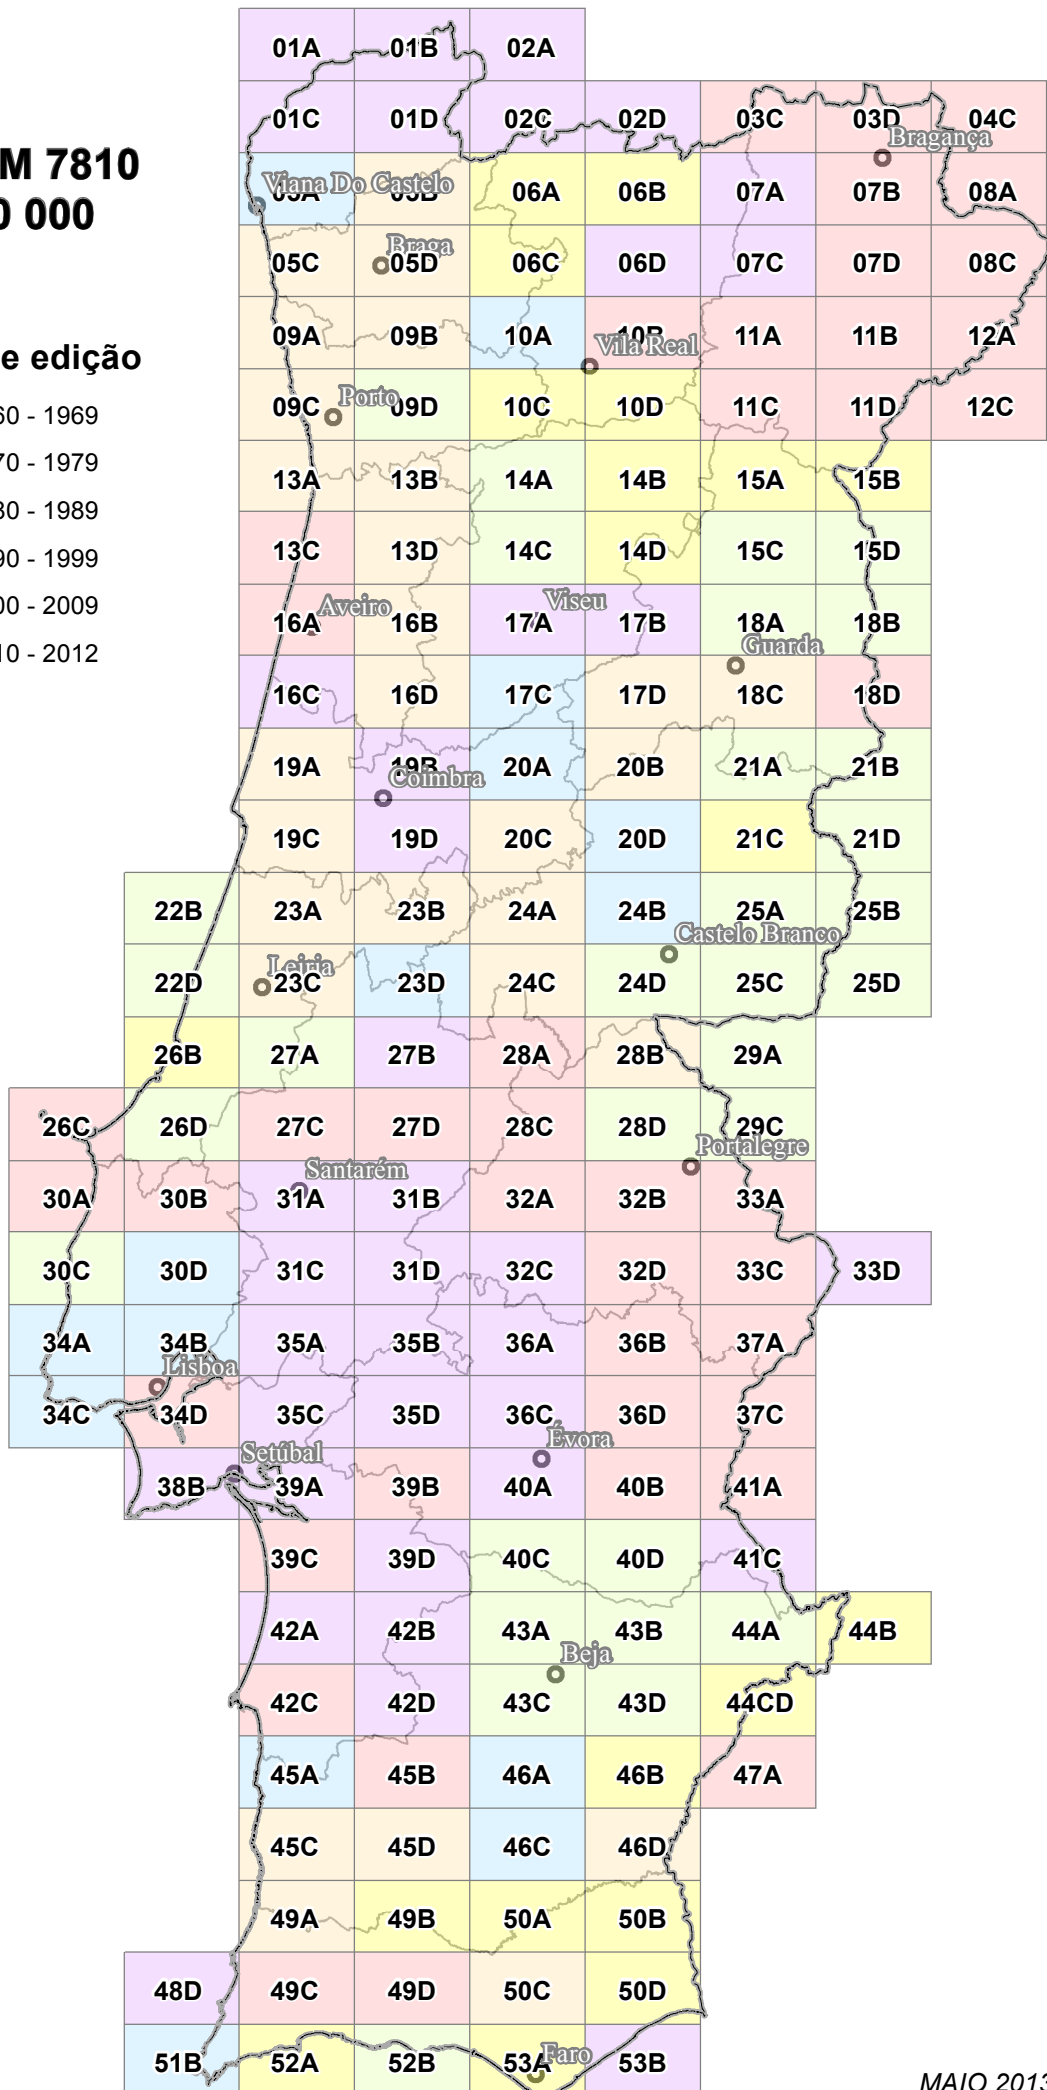 M 7810
0 000
e edição
60 - 1969
70 - 1979
80 - 1989
90 - 1999
00 - 2009
10 - 2012
01A 01B 02A
01C 01D 02C 02D 03C 03D 04C
Bragança
Viana Do Castelo
05A 05B 06A 06B 07A 07B 08A
Braga
05C 05D 06C 06D 07C 07D 08C
09A 09B 10A 10B 11A 11B 12A
Vila Real
Porto
09C 09D 10C 10D 11C 11D 12C
13A 13B 14A 14B 15A 15B
13C 13D 14C 14D 15C 15D
Aveiro Viseu
16A 16B 17A 17B 18A 18B
Guarda
16C 16D 17C 17D 18C 18D
19A 19B 20A 20B 21A 21B
Coimbra
19C 19D 20C 20D 21C 21D
22B 23A 23B 24A 24B 25A 25B
Castelo Branco
Leiria
22D 23C 23D 24C 24D 25C 25D
26B 27A 27B 28A 28B 29A
26C 26D 27C 27D 28C 28D 29C
Portalegre
Santarém
30A 30B 31A 31B 32A 32B 33A
30C 30D 31C 31D 32C 32D 33C 33D
34A 34B 35A 35B 36A 36B 37A
Lisboa
34C 34D 35C 35D 36C 36D 37C
Évora
Setúbal
38B 39A 39B 40A 40B 41A
39C 39D 40C 40D 41C
42A 42B 43A 43B 44A 44B
Beja
42C 42D 43C 43D 44CD
45A 45B 46A 46B 47A
45C 45D 46C 46D
49A 49B 50A 50B
48D 49C 49D 50C 50D
Faro
51B 52A 52B 53A 53B
MAIO 2013